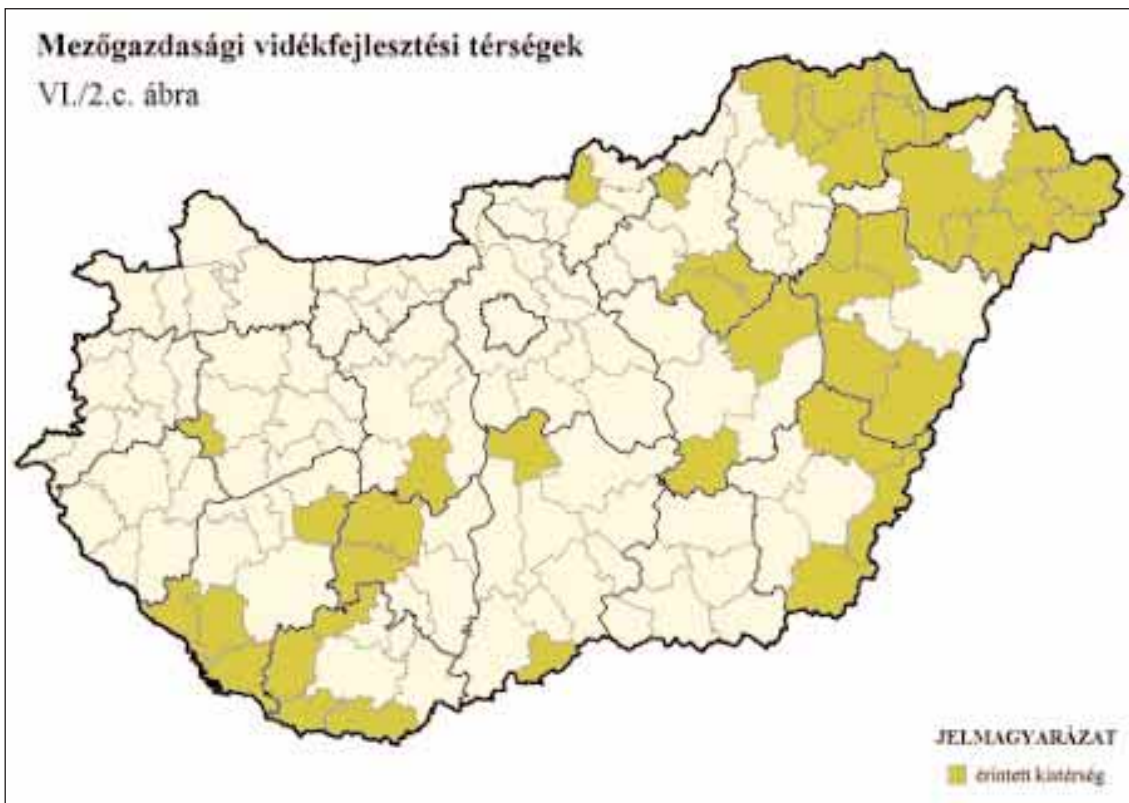 Mezőgazdasági vidékfejlesztési térségek
VI./2.c. ábra
JELMAGYARÁZAT
érintett kistérség